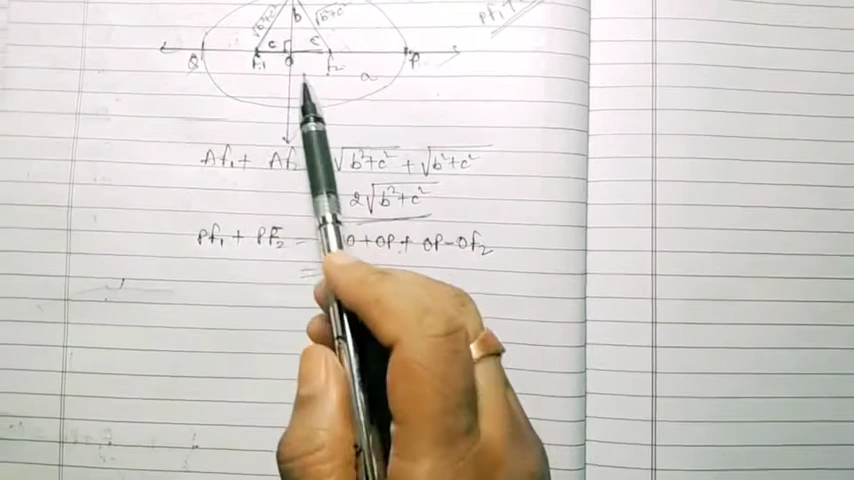 b
√b²+c²
√b²+c²
c
c
Q
F₁
O
F₂
P
a
AF₁ + AF √b²+c² + √b²+c²
2√b²+c²
PF₁ + PF₂ = O + OP + OP - OF₂
=